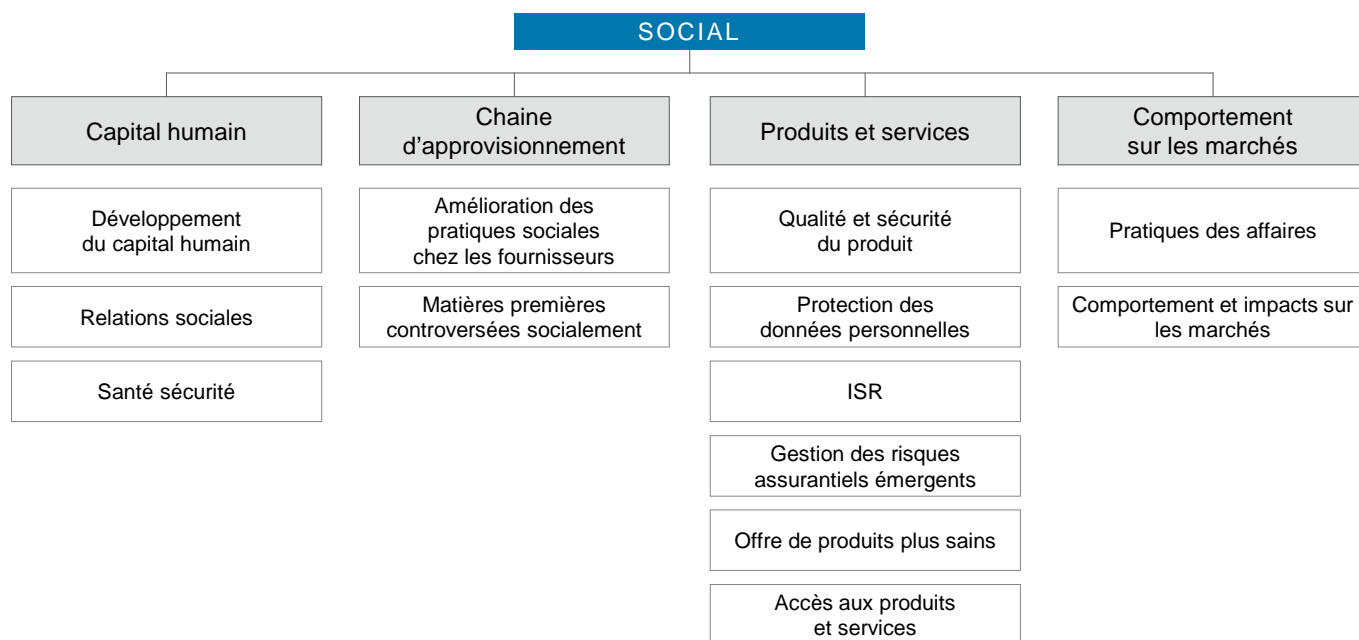 SOCIAL
Capital humain
Chaine
d'approvisionnement
Produits et services
Comportement
sur les marchés
Développement
du capital humain
Amélioration des
pratiques sociales
chez les fournisseurs
Qualité et sécurité
du produit
Pratiques des affaires
Relations sociales
Matières premières
controversées socialement
Protection des
données personnelles
Comportement et impacts sur
les marchés
Santé sécurité
ISR
Gestion des risques
assurantiels émergents
Offre de produits plus sains
Accès aux produits
et services